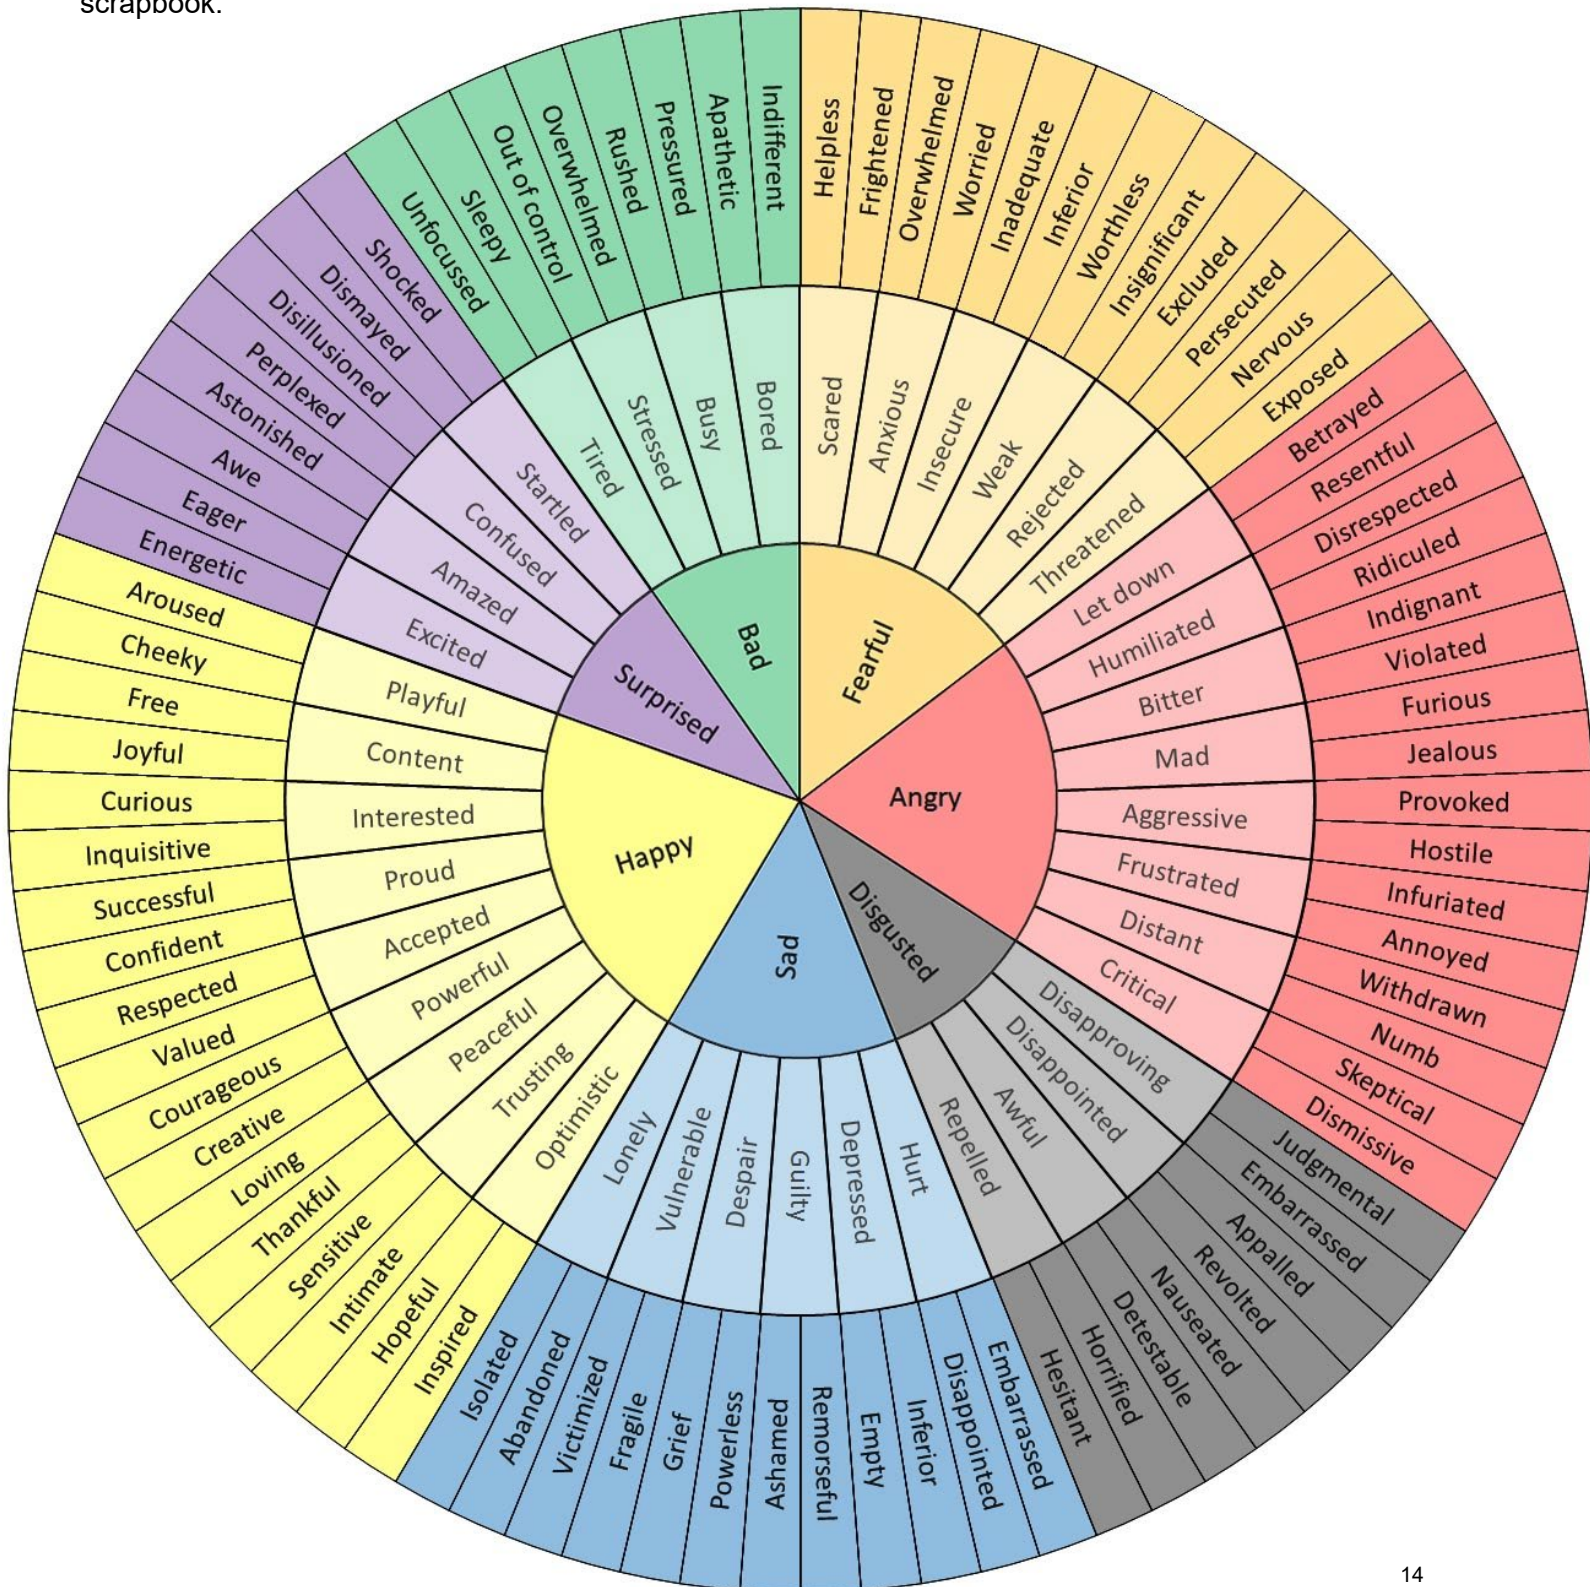 scrapbook.
Bad
Fearful
Angry
Disgusted
Sad
Happy
Surprised
Tired
Stressed
Busy
Bored
Scared
Anxious
Insecure
Weak
Rejected
Threatened
Let down
Humiliated
Bitter
Mad
Aggressive
Frustrated
Distant
Critical
Disapproving
Disappointed
Awful
Repelled
Hurt
Depressed
Guilty
Despair
Vulnerable
Lonely
Optimistic
Trusting
Peaceful
Powerful
Accepted
Proud
Interested
Content
Playful
Excited
Amazed
Confused
Startled
Unfocussed
Sleepy
Out of control
Overwhelmed
Rushed
Pressured
Apathetic
Indifferent
Helpless
Frightened
Overwhelmed
Worried
Inadequate
Inferior
Worthless
Insignificant
Excluded
Persecuted
Nervous
Exposed
Betrayed
Resentful
Disrespected
Ridiculed
Indignant
Violated
Furious
Jealous
Provoked
Hostile
Infuriated
Annoyed
Withdrawn
Numb
Skeptical
Dismissive
Judgmental
Embarrassed
Appalled
Revolted
Nauseated
Detestable
Horrified
Hesitant
Embarrassed
Disappointed
Inferior
Empty
Remorseful
Ashamed
Powerless
Grief
Fragile
Victimized
Abandoned
Isolated
Inspired
Hopeful
Intimate
Sensitive
Thankful
Loving
Creative
Courageous
Valued
Respected
Confident
Successful
Inquisitive
Curious
Joyful
Free
Cheeky
Aroused
Energetic
Eager
Awe
Astonished
Perplexed
Disillusioned
Dismayed
Shocked
14